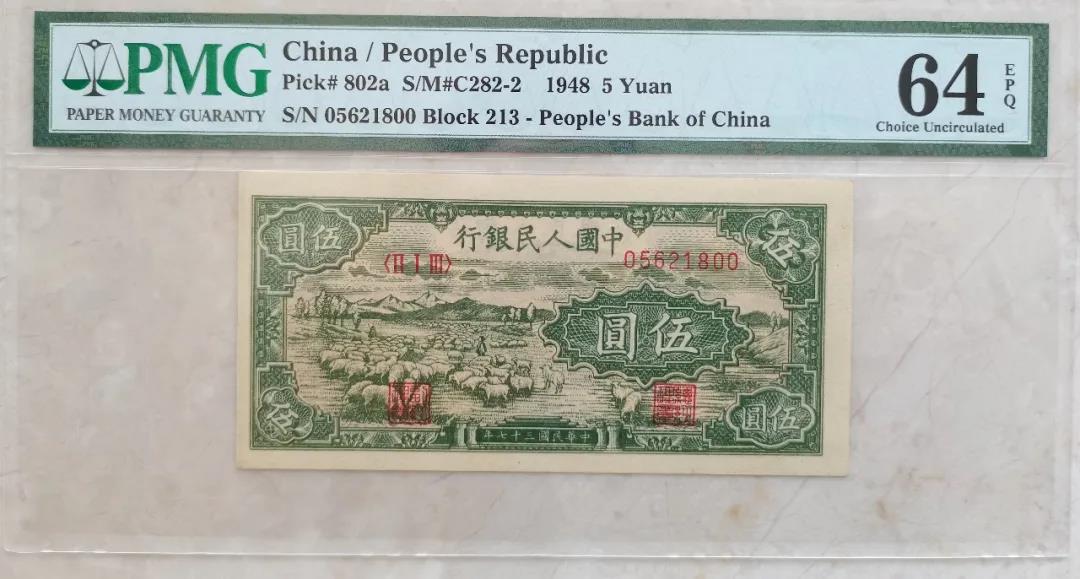 PMG
PAPER MONEY GUARANTY
China / People's Republic
Pick# 802a S/M#C282-2 1948 5 Yuan
S/N 05621800 Block 213 - People's Bank of China
64
EPQ
Choice Uncirculated
行銀民人國中
圓伍
伍
〈II I III〉
05621800
圓伍
伍
圓伍
年七十三國民華中